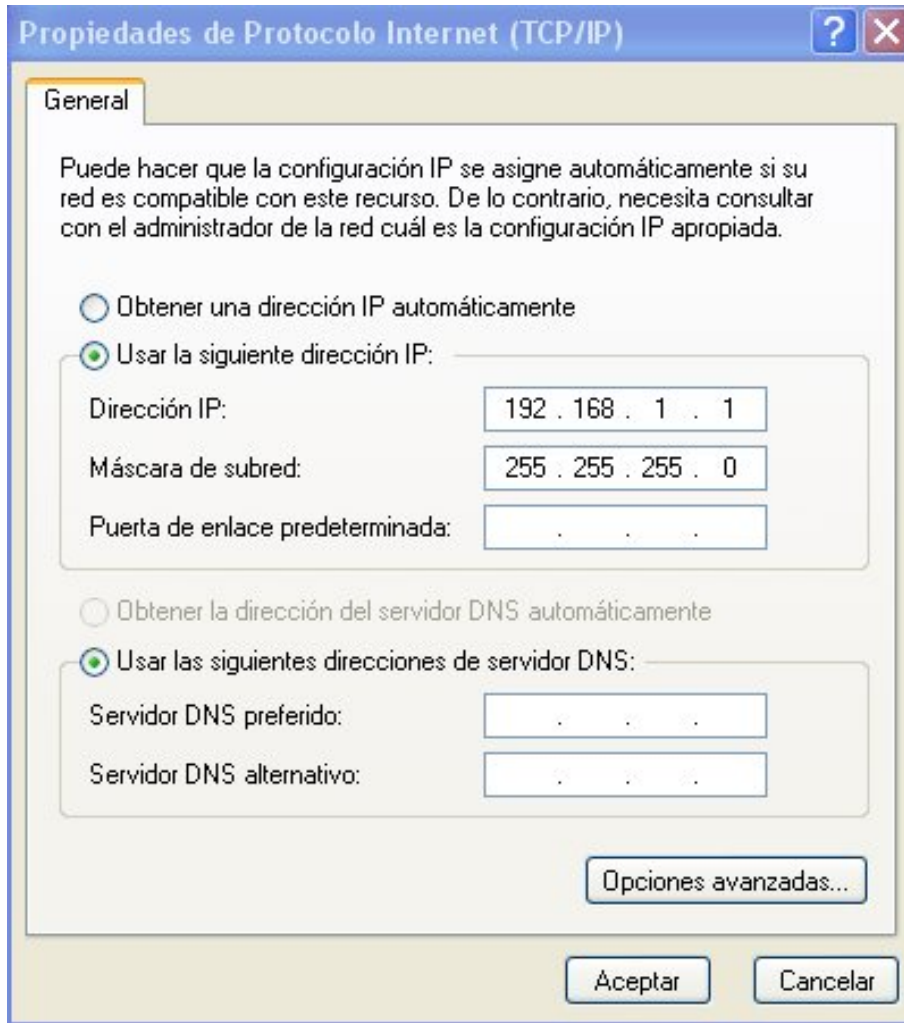 Propiedades de Protocolo Internet (TCP/IP)
General
Puede hacer que la configuración IP se asigne automáticamente si su
red es compatible con este recurso. De lo contrario, necesita consultar
con el administrador de la red cuál es la configuración IP apropiada.
Obtener una dirección IP automáticamente
Usar la siguiente dirección IP:
Dirección IP: 192 . 168 . 1 . 1
Máscara de subred: 255 . 255 . 255 . 0
Puerta de enlace predeterminada: . . .
Obtener la dirección del servidor DNS automáticamente
Usar las siguientes direcciones de servidor DNS:
Servidor DNS preferido: . . .
Servidor DNS alternativo: . . .
Opciones avanzadas...
Aceptar Cancelar